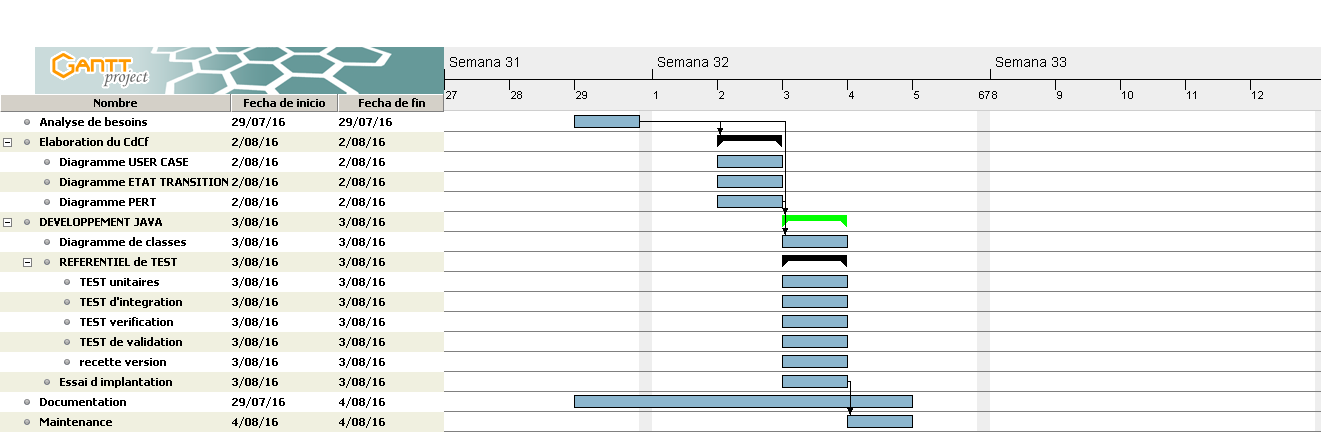 GANTT
project
Semana 31 Semana 32 Semana 33
27 28 29 1 2 3 4 5 678 9 10 11 12
Nombre Fecha de inicio Fecha de fin
Analyse de besoins 29/07/16 29/07/16
Elaboration du CdCf 2/08/16 2/08/16
Diagramme USER CASE 2/08/16 2/08/16
Diagramme ETAT TRANSITION 2/08/16 2/08/16
Diagramme PERT 2/08/16 2/08/16
DEVELOPPEMENT JAVA 3/08/16 3/08/16
Diagramme de classes 3/08/16 3/08/16
REFERENTIEL de TEST 3/08/16 3/08/16
TEST unitaires 3/08/16 3/08/16
TEST d'integration 3/08/16 3/08/16
TEST verification 3/08/16 3/08/16
TEST de validation 3/08/16 3/08/16
recette version 3/08/16 3/08/16
Essai d implantation 3/08/16 3/08/16
Documentation 29/07/16 4/08/16
Maintenance 4/08/16 4/08/16